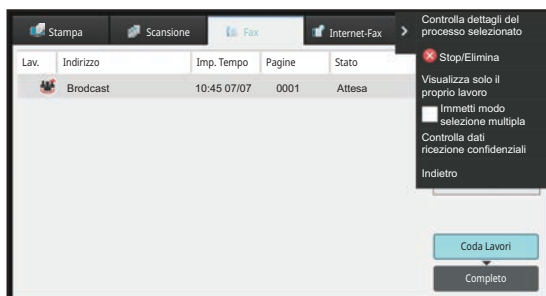 Stampa
Scansione
Fax
Internet-Fax
Lav.
Indirizzo
Imp. Tempo
Pagine
Stato
Brodcast
10:45 07/07
0001
Attesa
Controlla dettagli del
processo selezionato
Stop/Elimina
Visualizza solo il
proprio lavoro
Immetti modo
selezione multipla
Controlla dati
ricezione confidenziali
Indietro
Coda Lavori
Completo